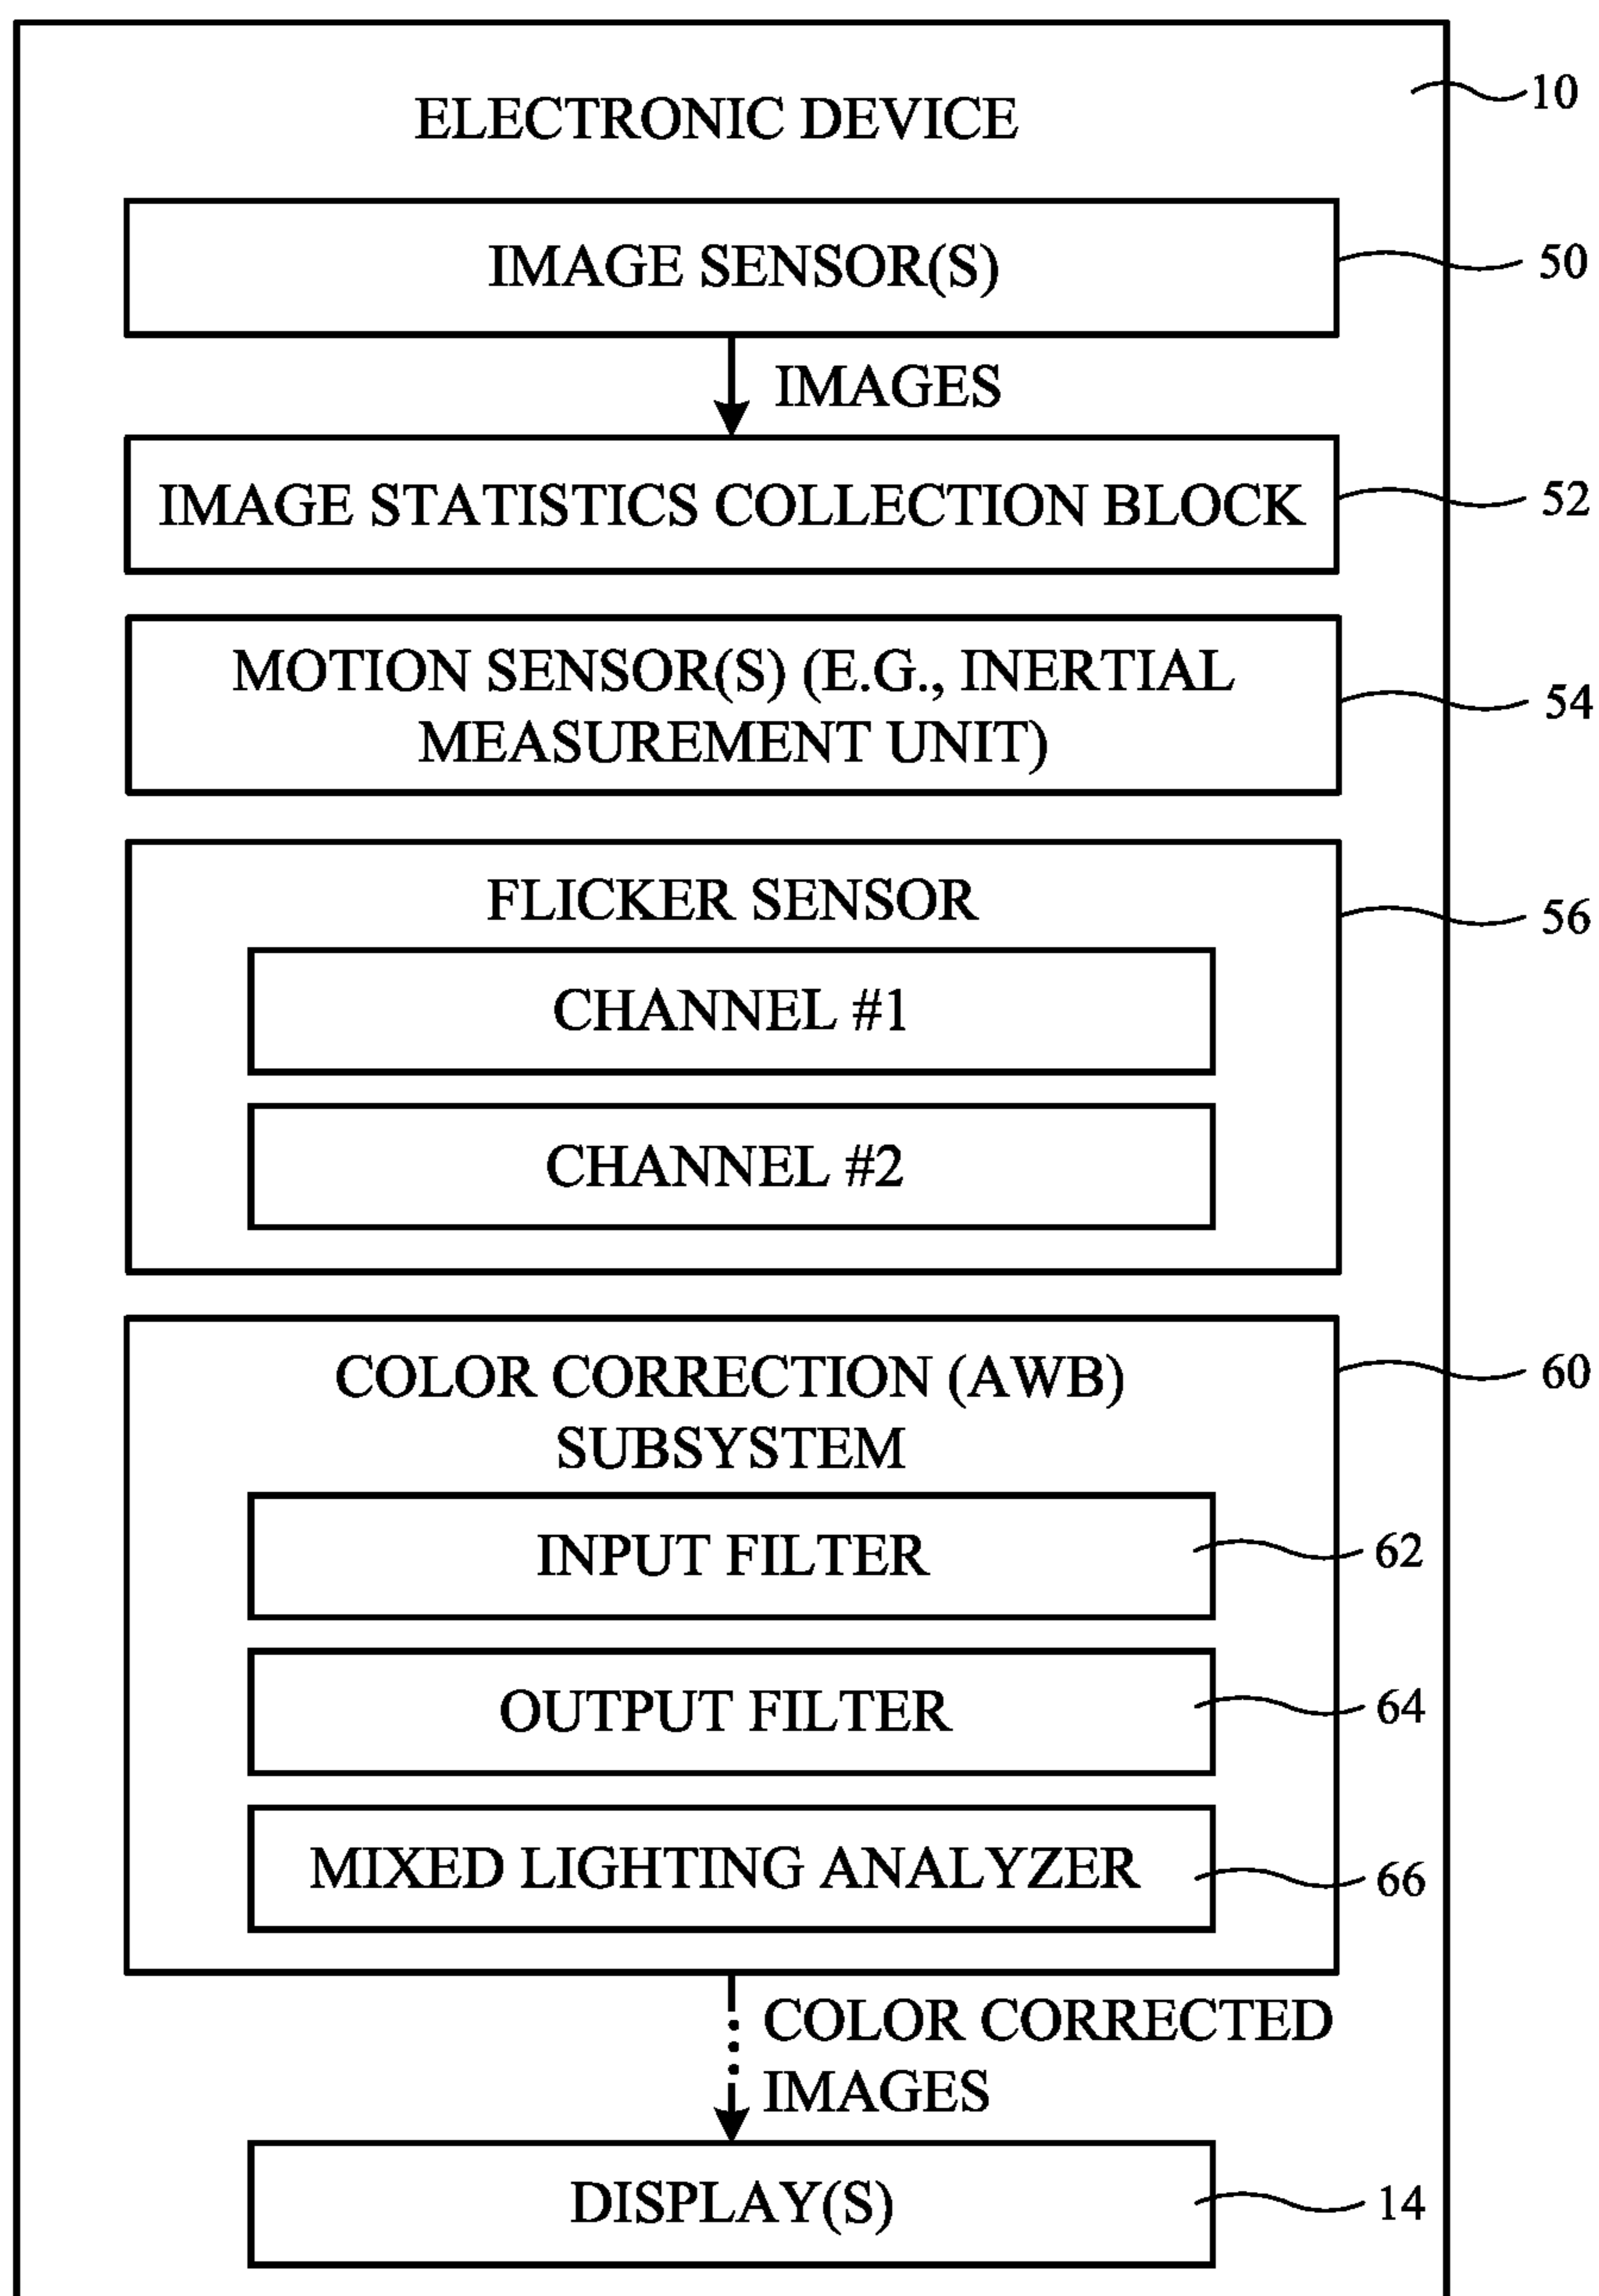 ELECTRONIC DEVICE
10
IMAGE SENSOR(S)
50
IMAGES
IMAGE STATISTICS COLLECTION BLOCK
52
MOTION SENSOR(S) (E.G., INERTIAL
MEASUREMENT UNIT)
54
FLICKER SENSOR
56
CHANNEL #1
CHANNEL #2
COLOR CORRECTION (AWB)
SUBSYSTEM
60
INPUT FILTER
62
OUTPUT FILTER
64
MIXED LIGHTING ANALYZER
66
COLOR CORRECTED
IMAGES
DISPLAY(S)
14